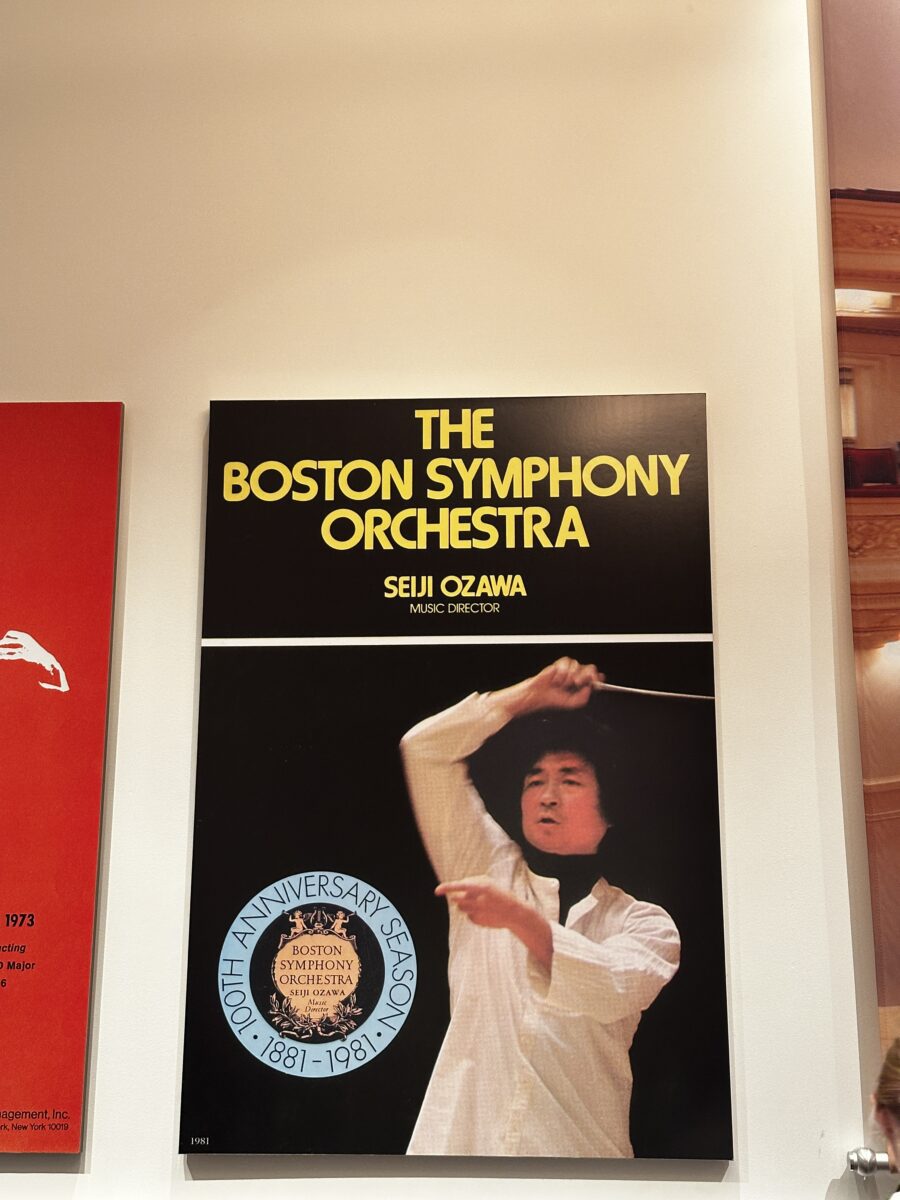 THE
BOSTON SYMPHONY
ORCHESTRA
SEIJI OZAWA
MUSIC DIRECTOR
100TH ANNIVERSARY SEASON
• 1881-1981 •
BOSTON
SYMPHONY
ORCHESTRA
SEIJI OZAWA
Music
Director
1981
1973
acting
D Major
6
agement, Inc.
rk, New York 10019